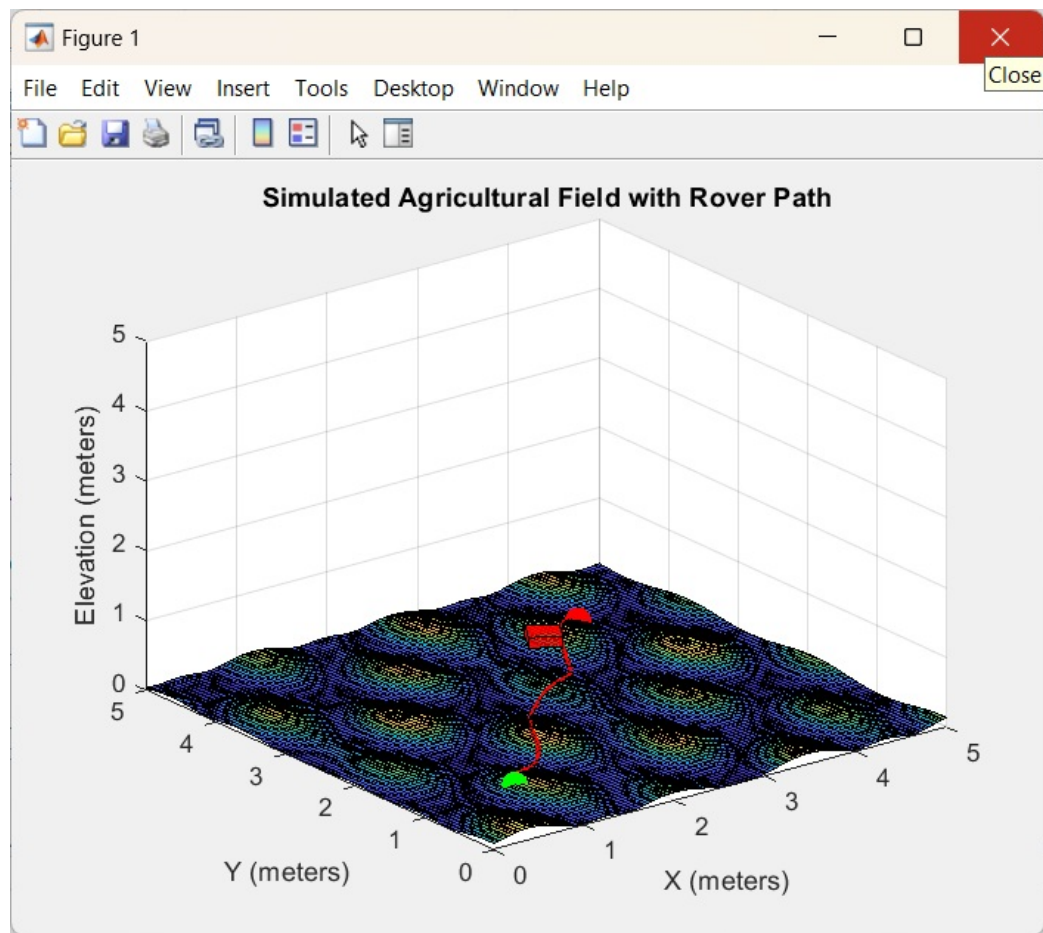 Figure 1
Close
File Edit View Insert Tools Desktop Window Help
Simulated Agricultural Field with Rover Path
5
4
3
2
1
0
Elevation (meters)
5
4
3
2
1
0
Y (meters)
0
1
2
3
4
5
X (meters)